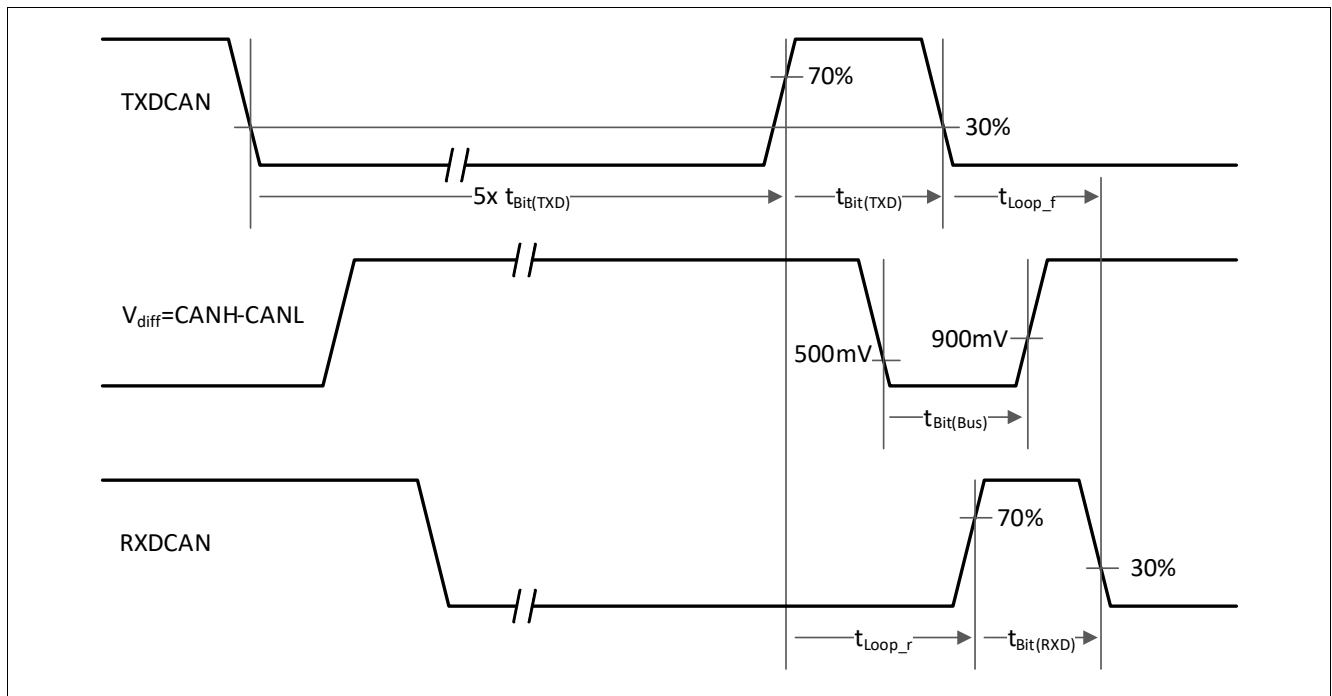 70%
TXDCAN
30%
5x tBit(TXD)
tBit(TXD)
tLoop_f
Vdiff=CANH-CANL
900mV
500mV
tBit(Bus)
70%
RXDCAN
30%
tLoop_r
tBit(RXD)